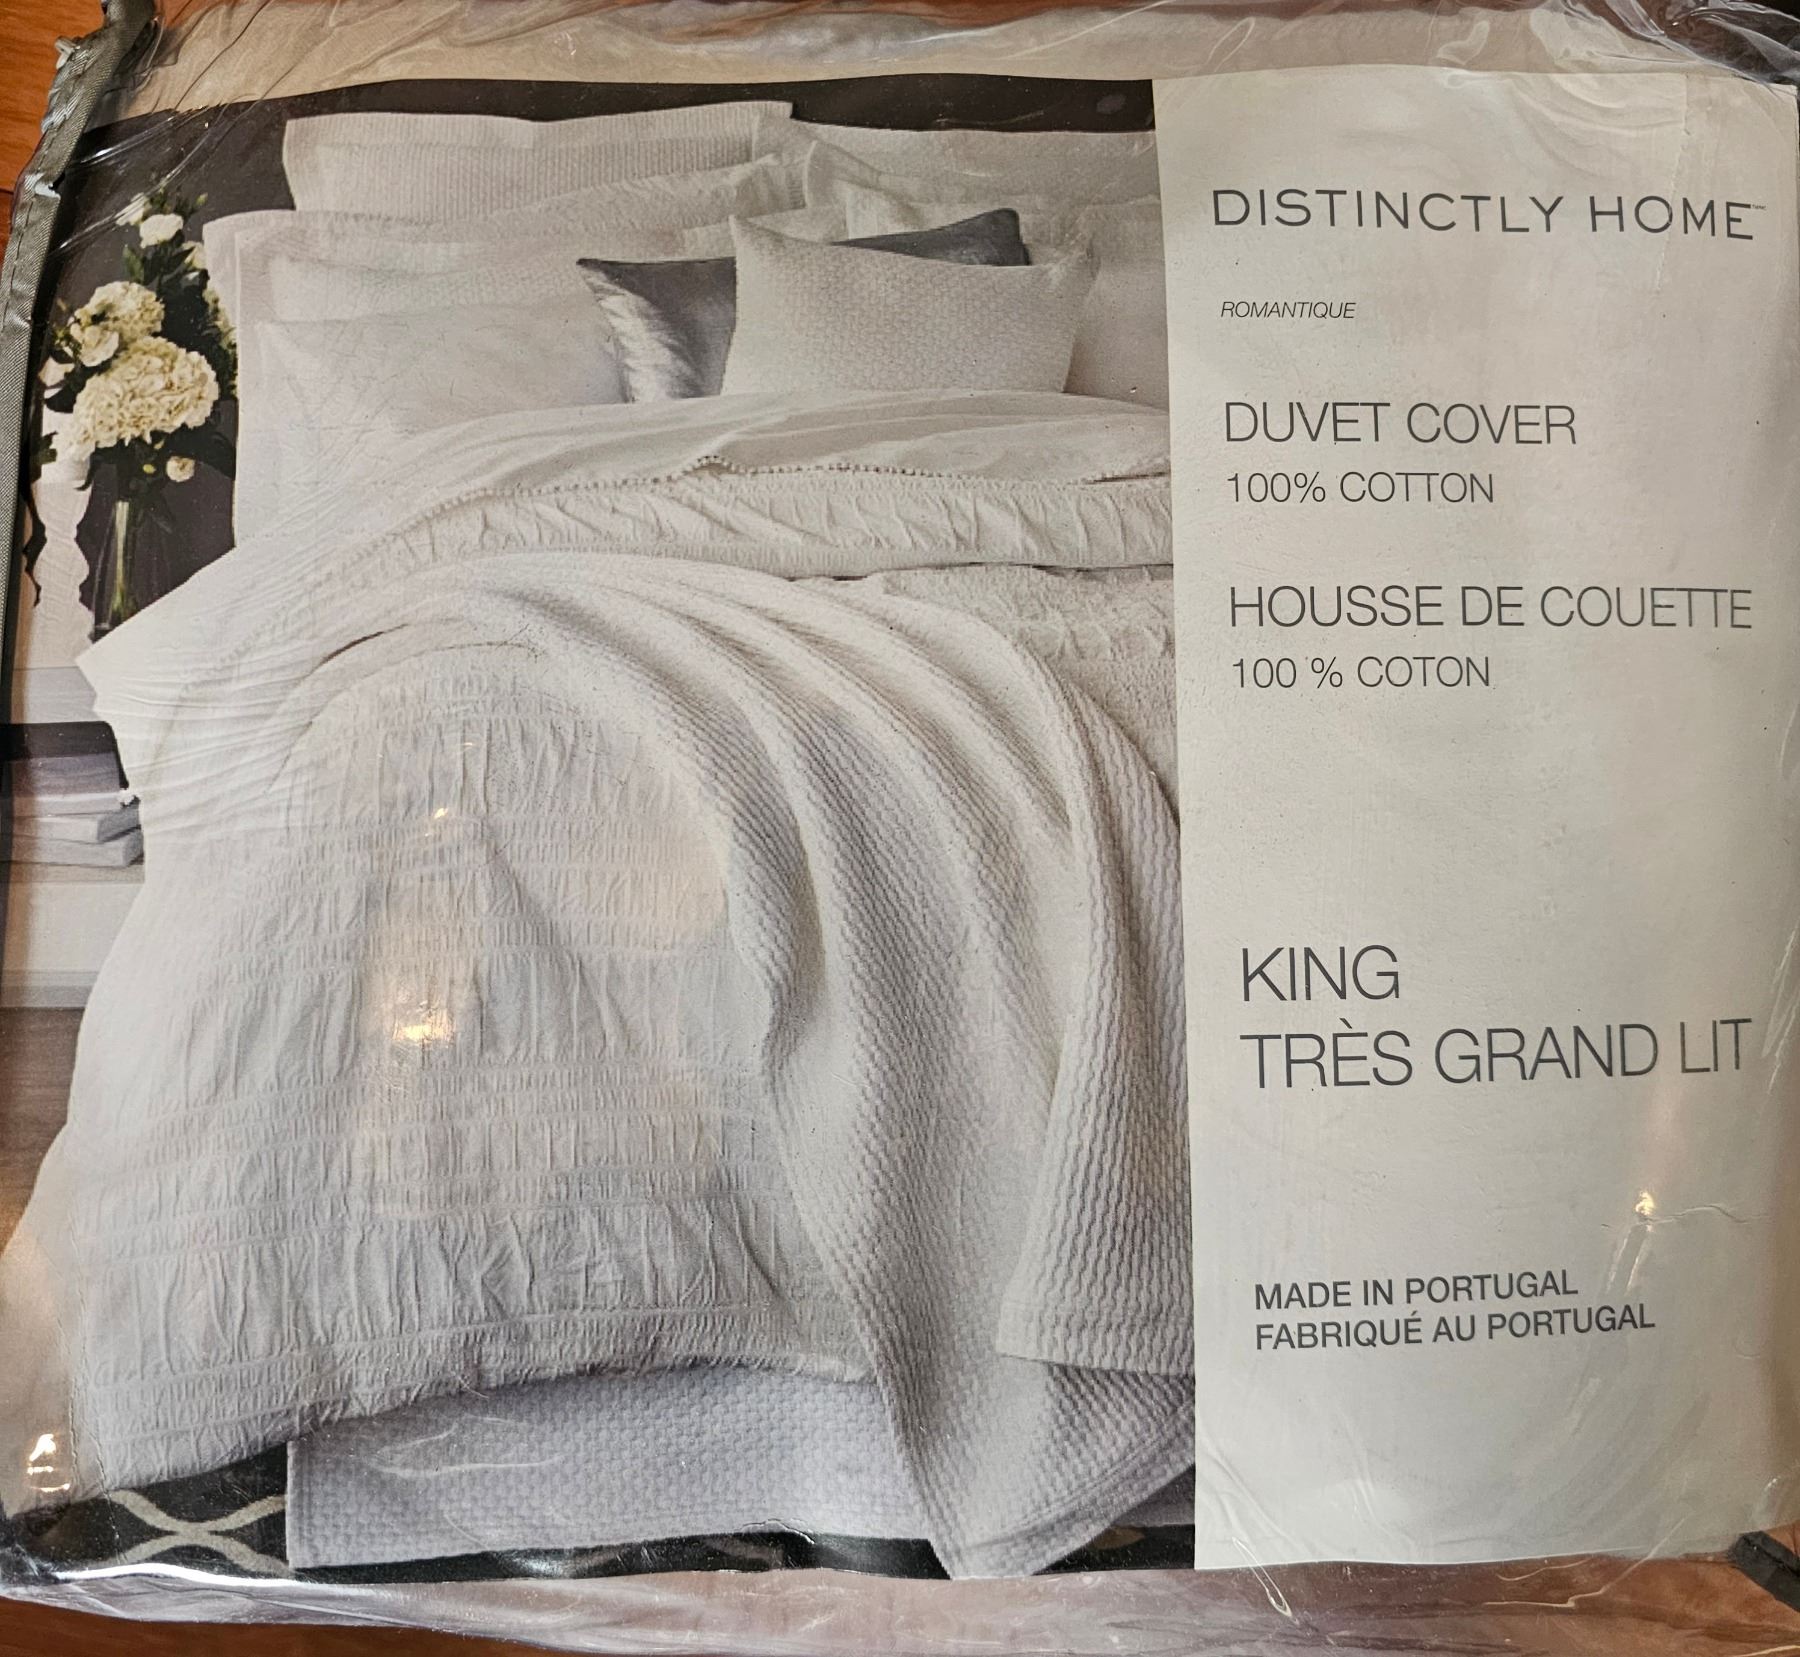 DISTINCTLY HOME™
ROMANTIQUE
DUVET COVER
100% COTTON
HOUSSE DE COUETTE
100 % COTON
KING
TRÈS GRAND LIT
MADE IN PORTUGAL
FABRIQUÉ AU PORTUGAL